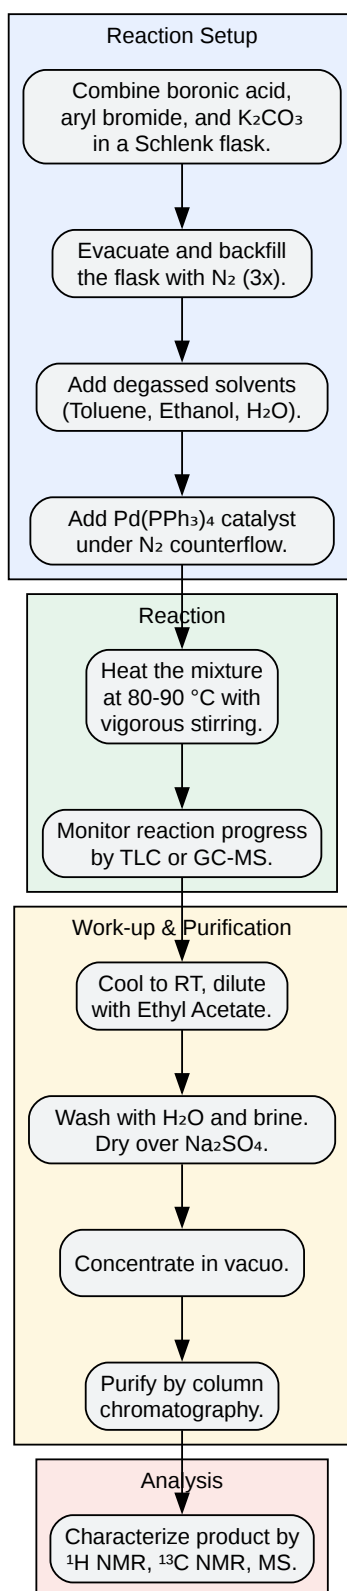 Reaction Setup
Combine boronic acid,
aryl bromide, and K₂CO₃
in a Schlenk flask.
Evacuate and backfill
the flask with N₂ (3x).
Add degassed solvents
(Toluene, Ethanol, H₂O).
Add Pd(PPh₃)₄ catalyst
under N₂ counterflow.
Reaction
Heat the mixture
at 80-90 °C with
vigorous stirring.
Monitor reaction progress
by TLC or GC-MS.
Work-up & Purification
Cool to RT, dilute
with Ethyl Acetate.
Wash with H₂O and brine.
Dry over Na₂SO₄.
Concentrate in vacuo.
Purify by column
chromatography.
Analysis
Characterize product by
¹H NMR, ¹³C NMR, MS.